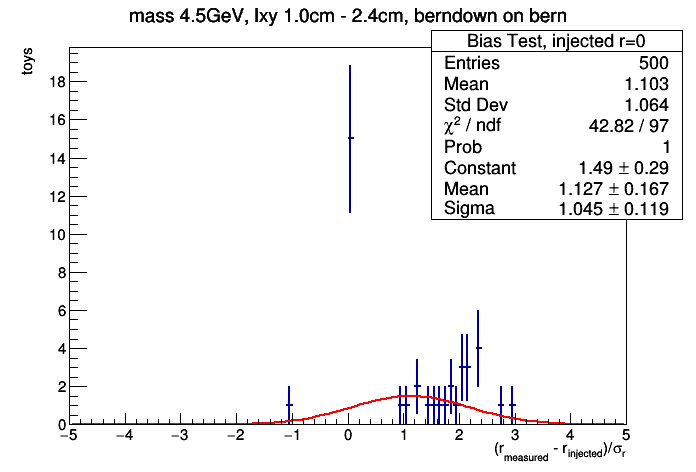 mass 4.5GeV, lxy 1.0cm - 2.4cm, berndown on bern
Bias Test, injected r=0
Entries 500
Mean 1.103
Std Dev 1.064
χ² / ndf 42.82 / 97
Prob 1
Constant 1.49 ± 0.29
Mean 1.127 ± 0.167
Sigma 1.045 ± 0.119
toys
18
16
14
12
10
8
6
4
2
0
−5 −4 −3 −2 −1 0 1 2 3 4 5
(r_measured - r_injected)/σ_r